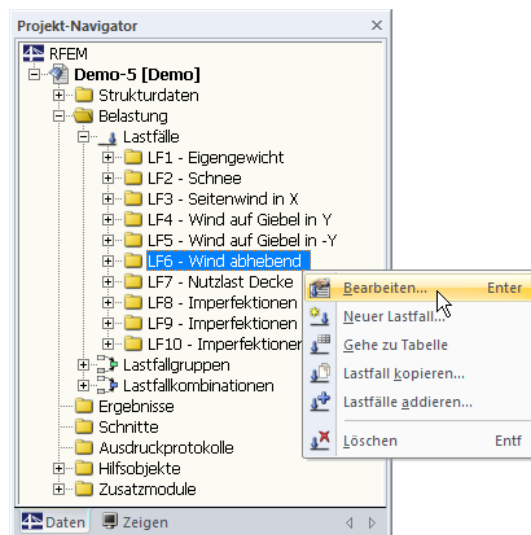 Projekt-Navigator
RFEM
Demo-5 [Demo]
Strukturdaten
Belastung
Lastfälle
LF1 - Eigengewicht
LF2 - Schnee
LF3 - Seitenwind in X
LF4 - Wind auf Giebel in Y
LF5 - Wind auf Giebel in -Y
LF6 - Wind abhebend
LF7 - Nutzlast Decke
LF8 - Imperfektionen
LF9 - Imperfektionen
LF10 - Imperfektioner
Lastfallgruppen
Lastfallkombinationen
Ergebnisse
Schnitte
Ausdruckprotokolle
Hilfsobjekte
Zusatzmodule
Bearbeiten... Enter
Neuer Lastfall...
Gehe zu Tabelle
Lastfall kopieren...
Lastfälle addieren...
Löschen Entf
Daten Zeigen